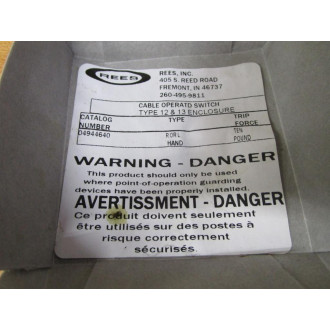 REES
REES, INC.
405 S. REED ROAD
FREMONT, IN 46737
260-495-9811
CABLE OPERATD SWITCH
TYPE 12 & 13 ENCLOSURE
CATALOG NUMBER TYPE TRIP FORCE
04944640 R OR L HAND TEN POUND
WARNING - DANGER
This product should only be used
where point-of-operation guarding
devices have been properly installed.
AVERTISSMENT - DANGER
Ce produit doivent seulement
être utilisés sur des postes à
risque correctement
sécurisés.